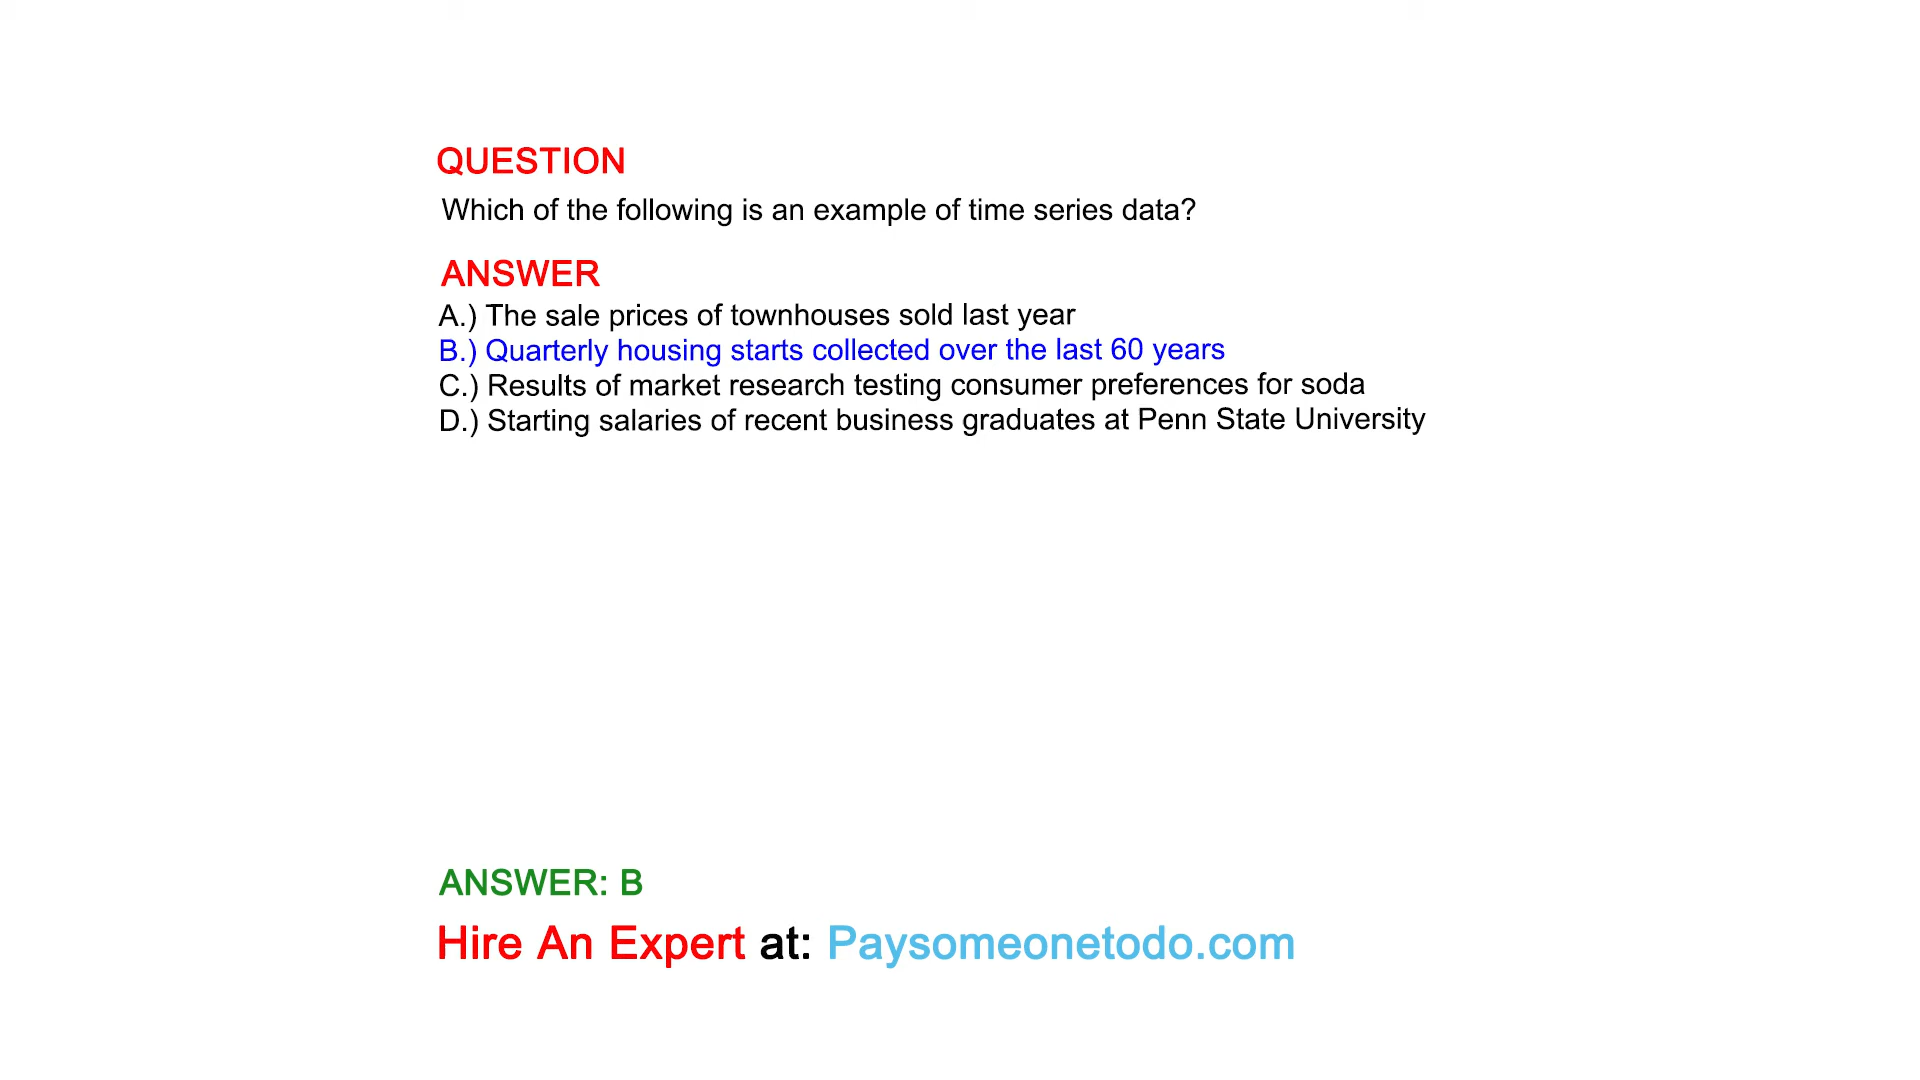 QUESTION
Which of the following is an example of time series data?
ANSWER
A.) The sale prices of townhouses sold last year
B.) Quarterly housing starts collected over the last 60 years
C.) Results of market research testing consumer preferences for soda
D.) Starting salaries of recent business graduates at Penn State University
ANSWER: B
Hire An Expert at: Paysomeonetodo.com